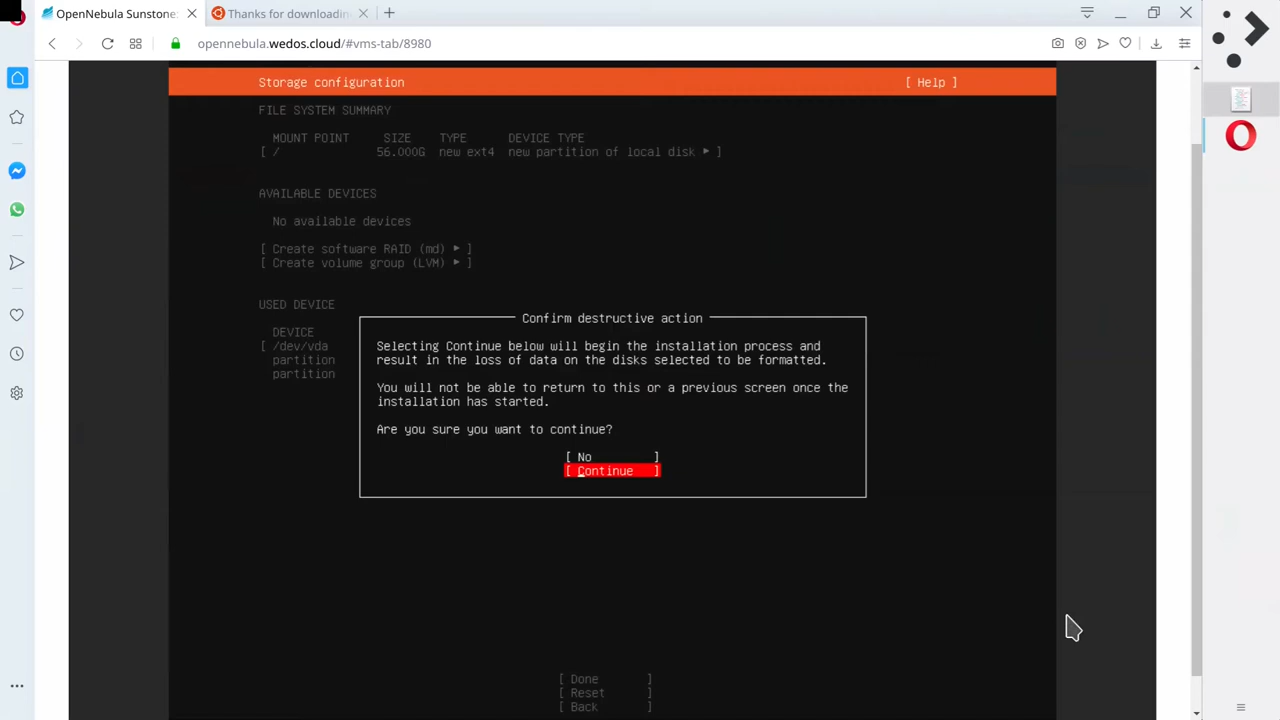 OpenNebula Sunstone:
Thanks for downloadin
opennebula.wedos.cloud/#vms-tab/8980
Storage configuration [ Help ]
FILE SYSTEM SUMMARY
MOUNT POINT SIZE TYPE DEVICE TYPE
[ / 56.000G new ext4 new partition of local disk ▸ ]
AVAILABLE DEVICES
No available devices
[ Create software RAID (md) ▸ ]
[ Create volume group (LVM) ▸ ]
USED DEVICE
DEVICE
[ /dev/vda
partition
partition
Confirm destructive action
Selecting Continue below will begin the installation process and
result in the loss of data on the disks selected to be formatted.
You will not be able to return to this or a previous screen once the
installation has started.
Are you sure you want to continue?
[ No ]
[ Continue ]
[ Done ]
[ Reset ]
[ Back ]